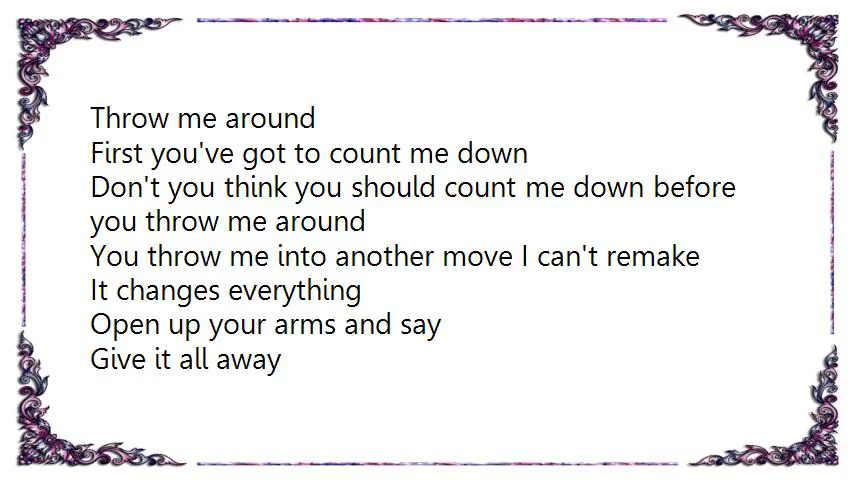 Throw me around
First you've got to count me down
Don't you think you should count me down before
you throw me around
You throw me into another move I can't remake
It changes everything
Open up your arms and say
Give it all away